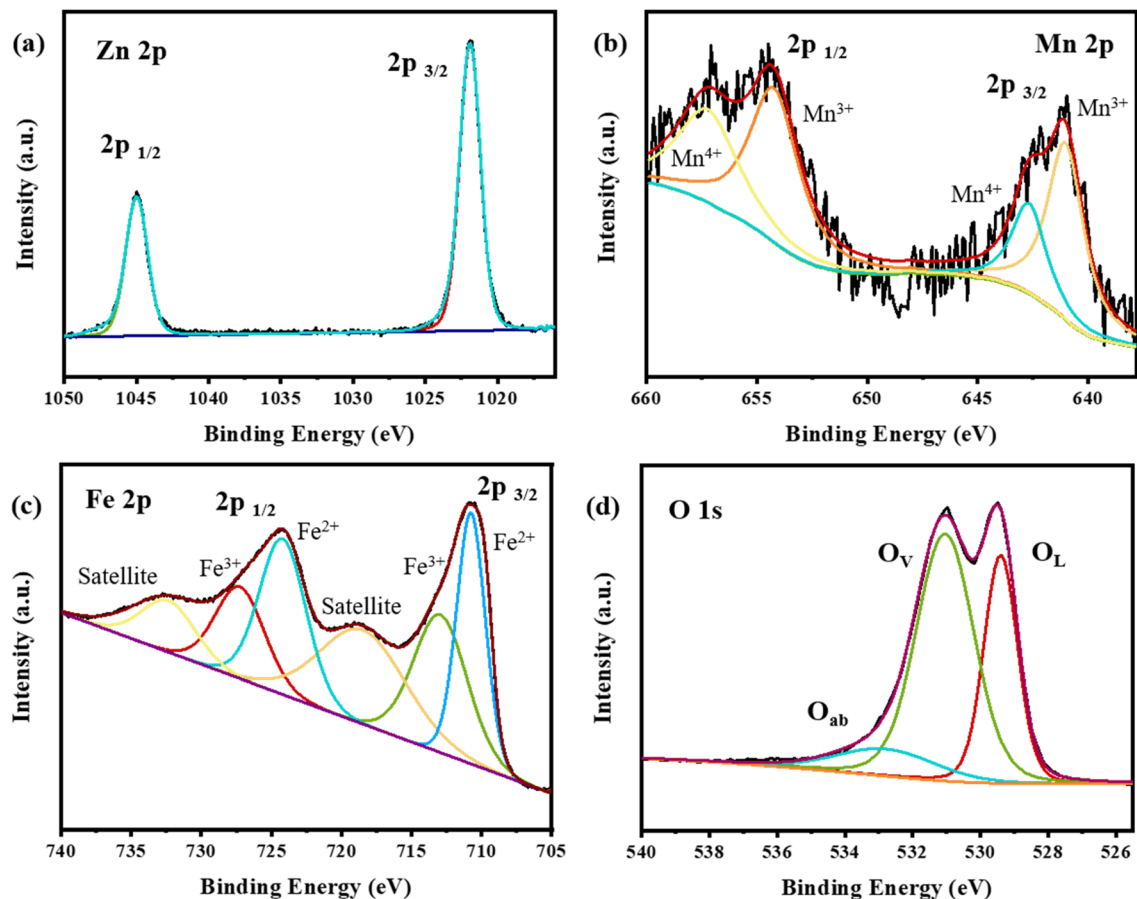 (a)
Zn 2p
2p 3/2
2p 1/2
Intensity (a.u.)
1050 1045 1040 1035 1030 1025 1020
Binding Energy (eV)
(b)
2p 1/2
Mn 2p
2p 3/2
Mn³⁺
Mn³⁺
Mn⁴⁺
Mn⁴⁺
Intensity (a.u.)
660 655 650 645 640
Binding Energy (eV)
(c)
Fe 2p
2p 1/2
2p 3/2
Fe²⁺
Fe²⁺
Fe³⁺
Fe³⁺
Satellite
Satellite
Intensity (a.u.)
740 735 730 725 720 715 710 705
Binding Energy (eV)
(d)
O 1s
O_V
O_L
O_ab
Intensity (a.u.)
540 538 536 534 532 530 528 526
Binding Energy (eV)